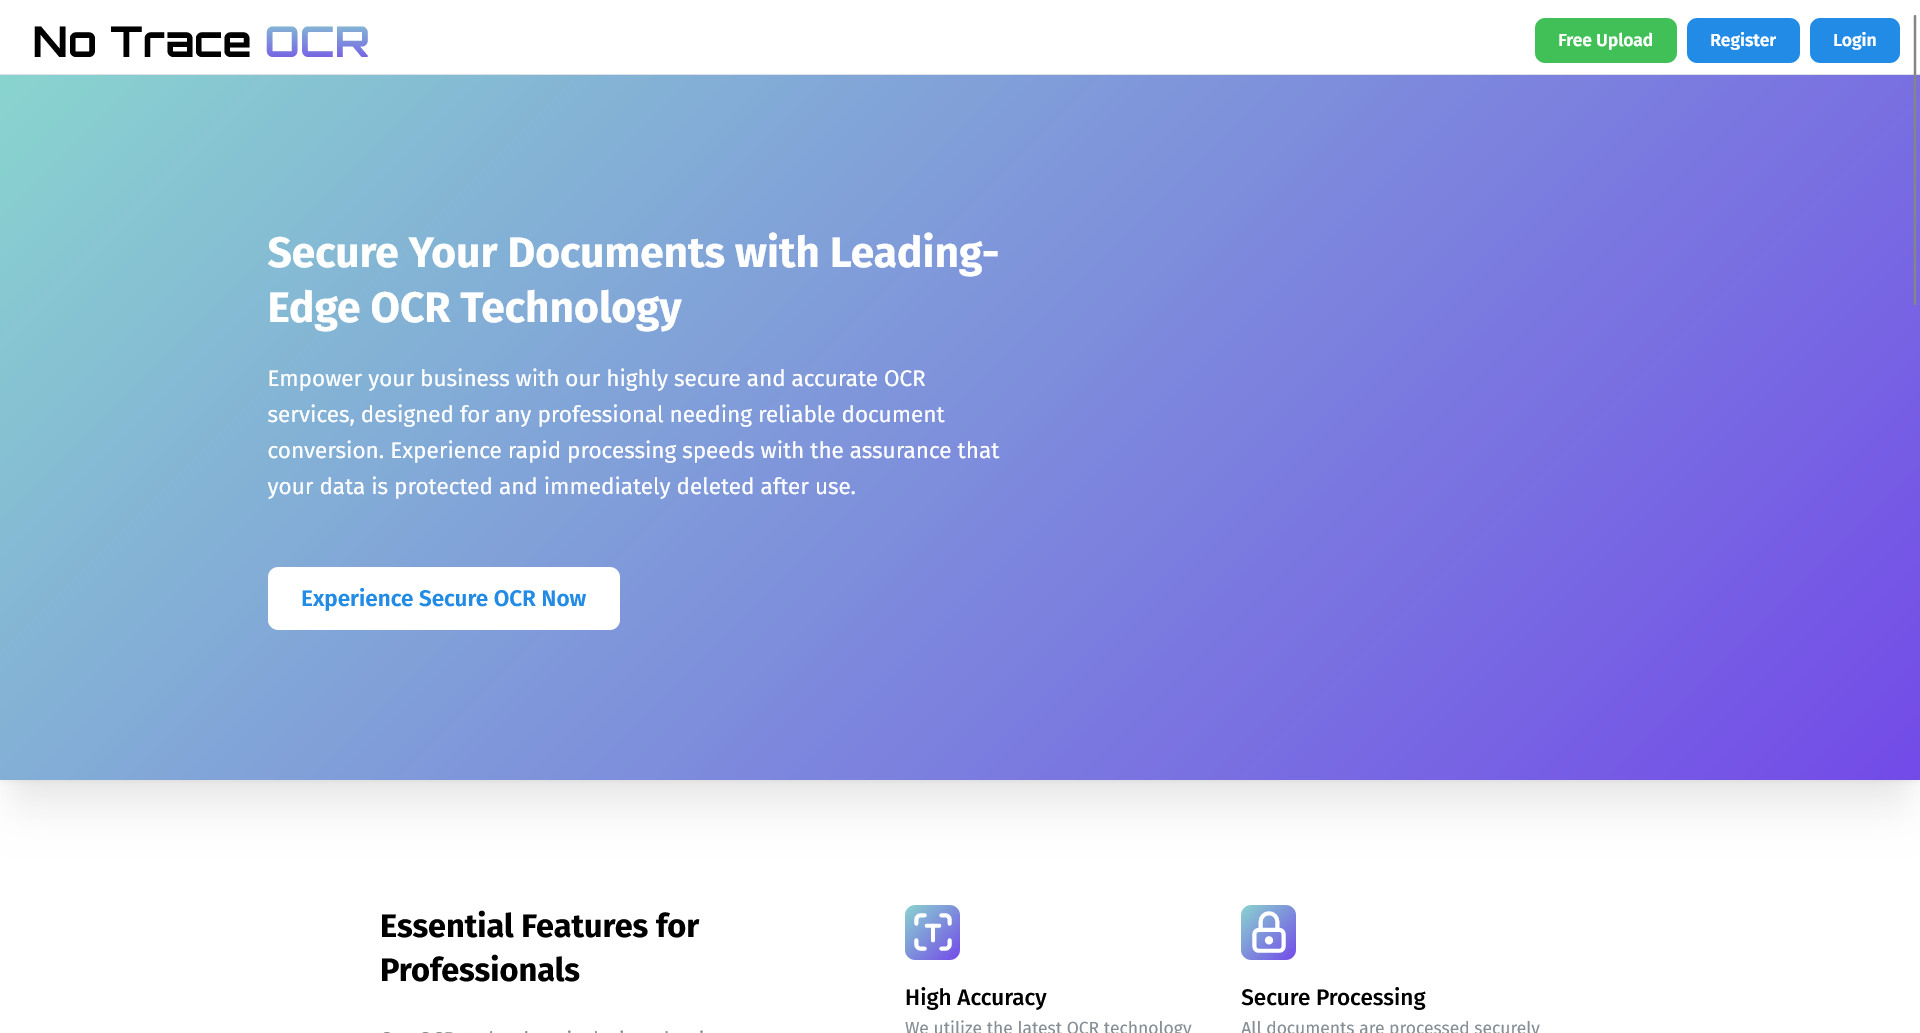 No Trace OCR
Free Upload
Register
Login
Secure Your Documents with Leading-
Edge OCR Technology
Empower your business with our highly secure and accurate OCR
services, designed for any professional needing reliable document
conversion. Experience rapid processing speeds with the assurance that
your data is protected and immediately deleted after use.
Experience Secure OCR Now
Essential Features for
Professionals
T
High Accuracy
We utilize the latest OCR technology
Secure Processing
All documents are processed securely